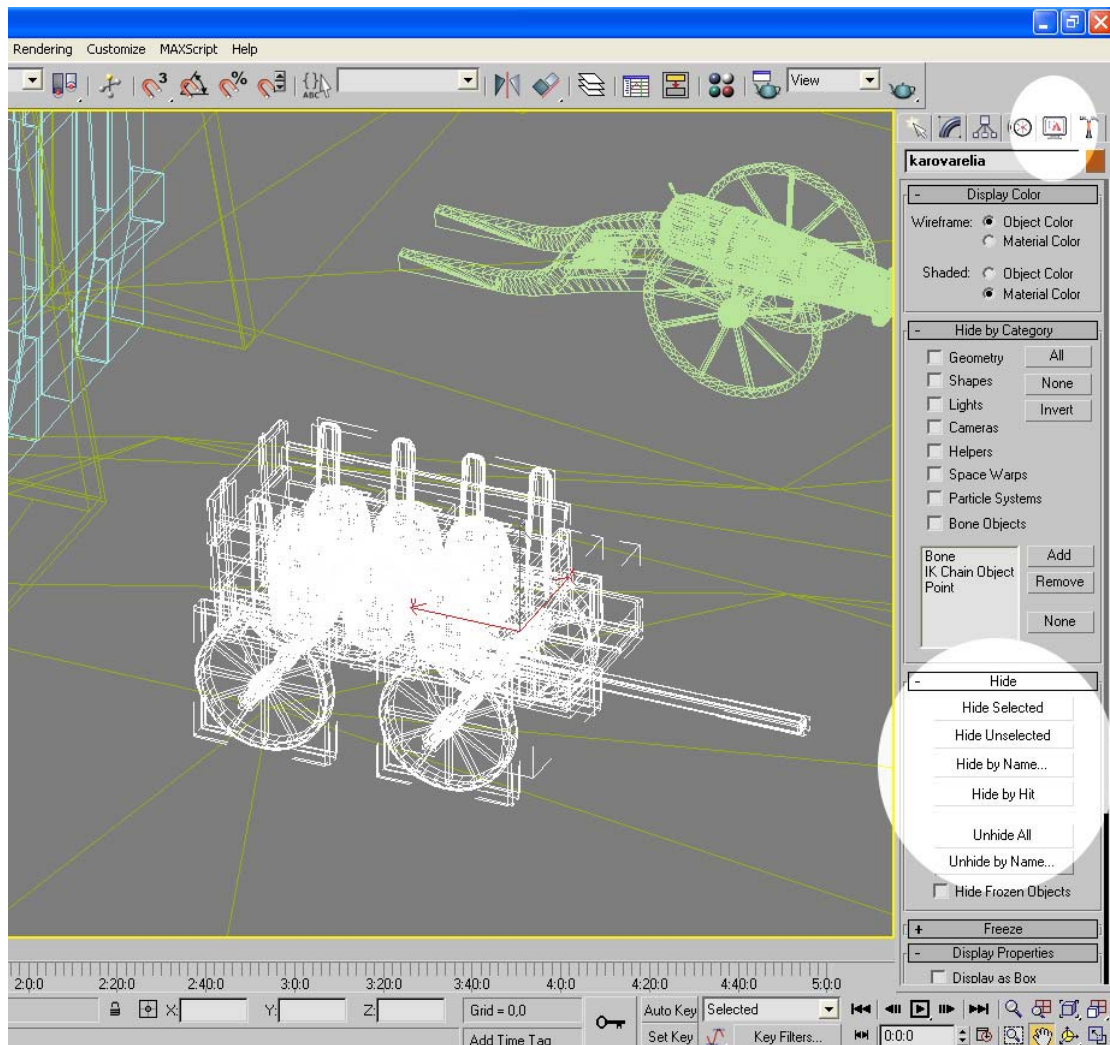 Rendering Customize MAXScript Help
3 % ABC View
karovarelia
- Display Color
Wireframe: Object Color
Material Color
Shaded: Object Color
Material Color
- Hide by Category
Geometry All
Shapes None
Lights Invert
Cameras
Helpers
Space Warps
Particle Systems
Bone Objects
Bone Add
IK Chain Object Remove
Point
None
- Hide
Hide Selected
Hide Unselected
Hide by Name...
Hide by Hit
Unhide All
Unhide by Name...
Hide Frozen Objects
+ Freeze
- Display Properties
Display as Box
2:0:0 2:20:0 2:40:0 3:0:0 3:20:0 3:40:0 4:0:0 4:20:0 4:40:0 5:0:0
X: Y: Z: Grid = 0,0 Auto Key Selected
Add Time Tag Set Key Key Filters... 0:0:0